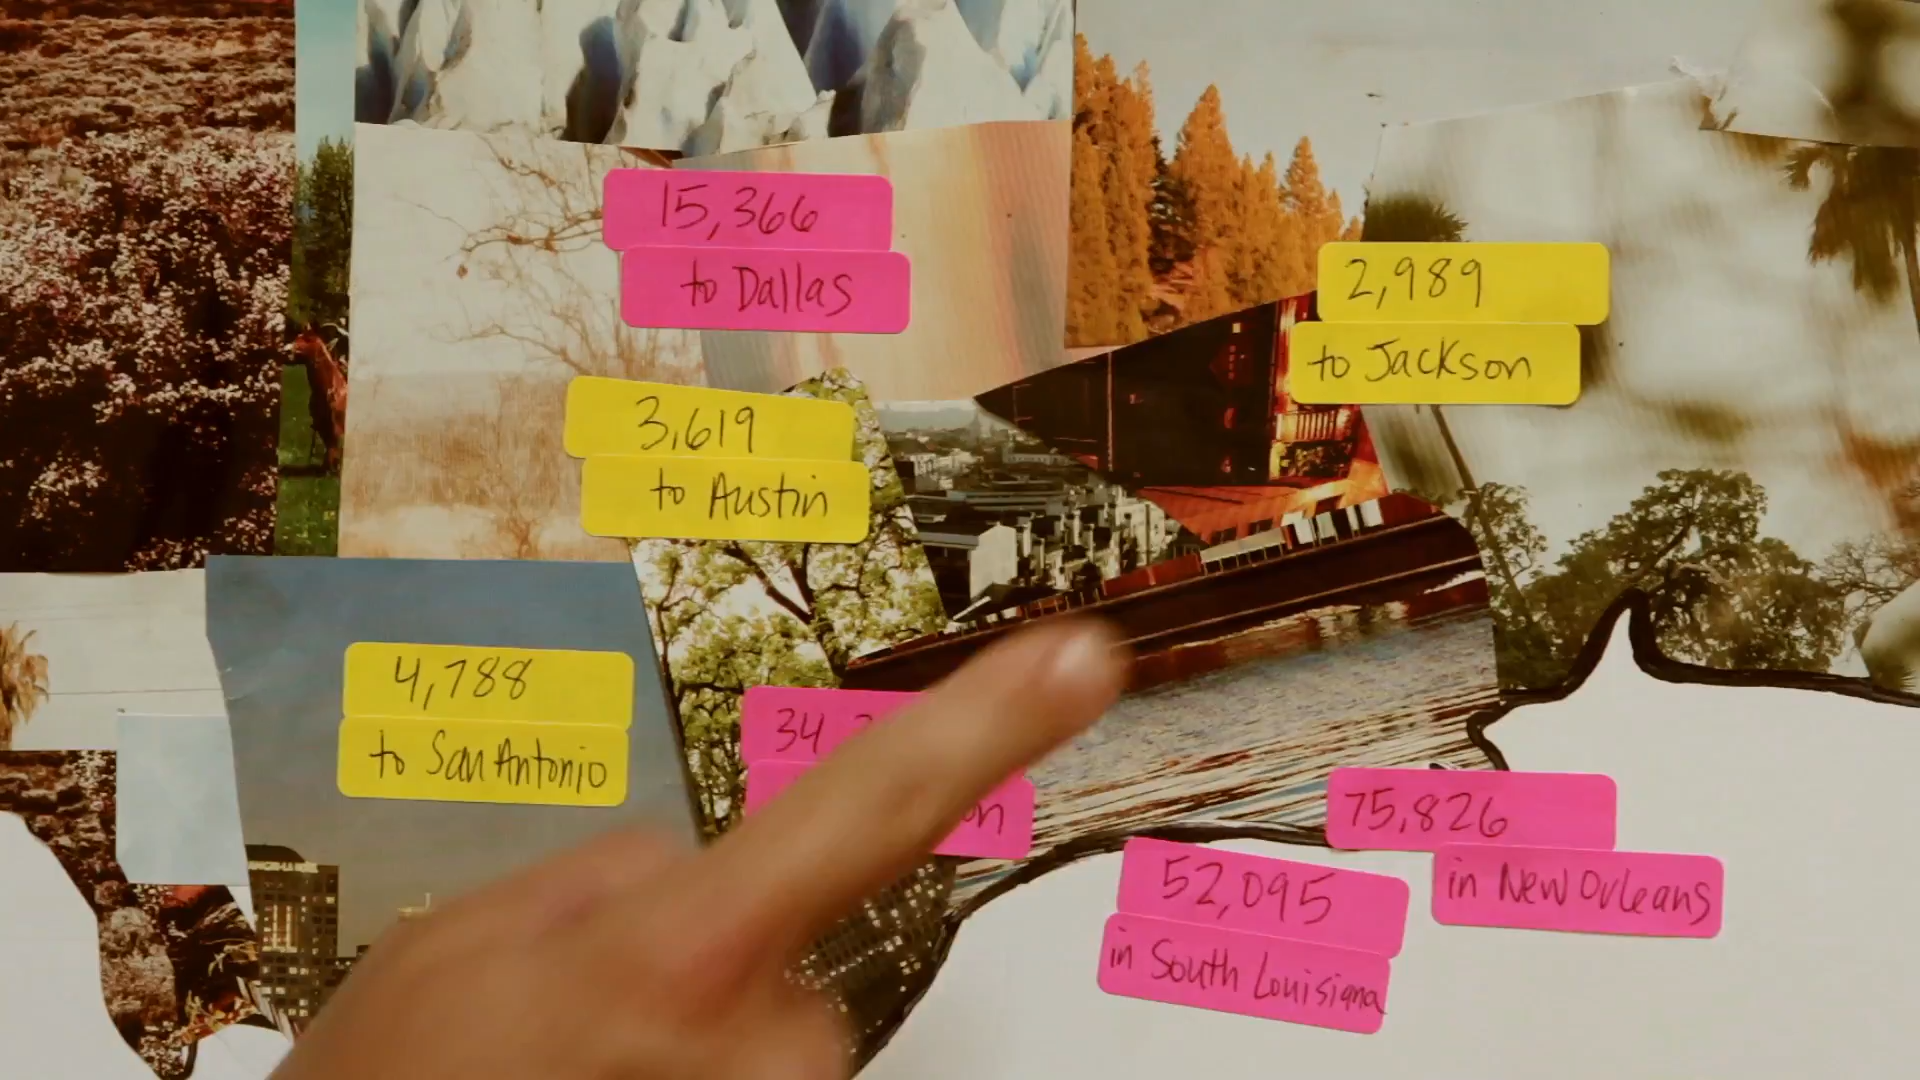 15,366
to Dallas
2,989
to Jackson
3,619
to Austin
4,788
to San Antonio
34
75,826
in New Orleans
52,095
in South Louisiana